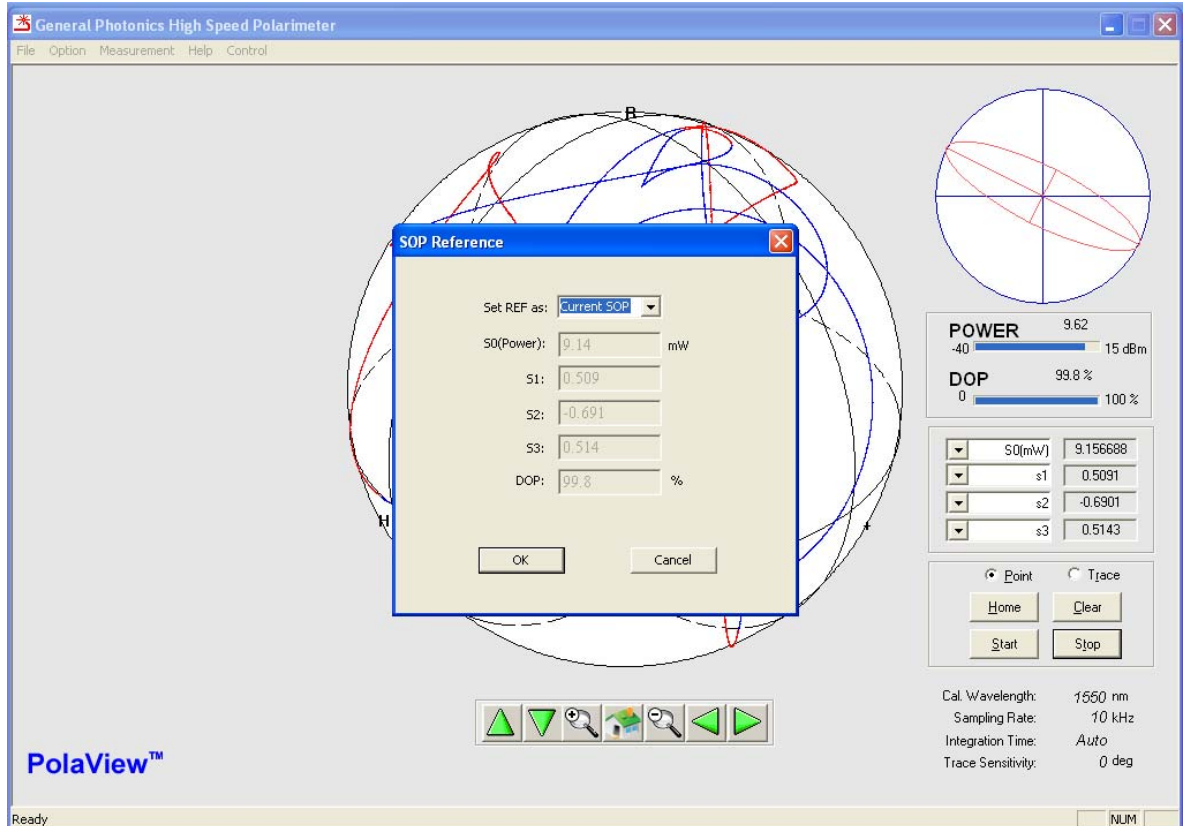 General Photonics High Speed Polarimeter
File Option Measurement Help Control
R
H
SOP Reference
Set REF as: Current SOP
S0(Power): 9.14 mW
S1: 0.509
S2: -0.691
S3: 0.514
DOP: 99.8 %
OK Cancel
POWER 9.62
-40 15 dBm
DOP 99.8 %
0 100 %
S0(mW) 9.156688
s1 0.5091
s2 -0.6901
s3 0.5143
Point Trace
Home Clear
Start Stop
Cal. Wavelength: 1550 nm
Sampling Rate: 10 kHz
Integration Time: Auto
Trace Sensitivity: 0 deg
PolaView™
Ready NUM